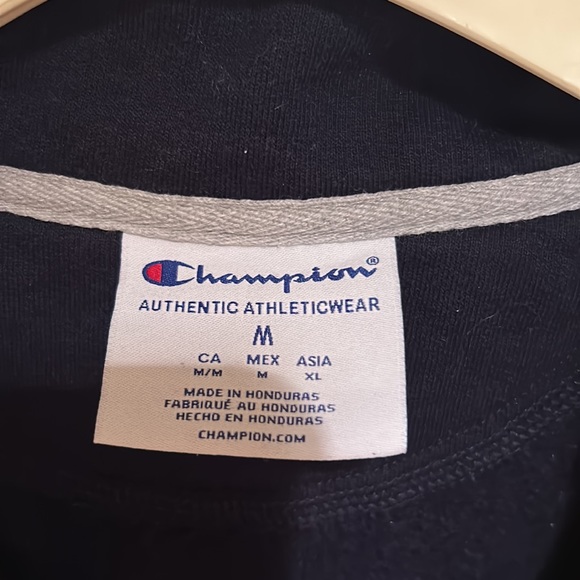 Champion®
AUTHENTIC ATHLETICWEAR
M
CA MEX ASIA
M/M M XL
MADE IN HONDURAS
FABRIQUÉ AU HONDURAS
HECHO EN HONDURAS
CHAMPION.COM